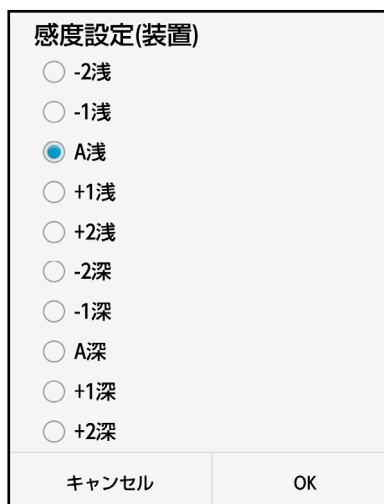 感度設定(装置)
-2浅
-1浅
A浅
+1浅
+2浅
-2深
-1深
A深
+1深
+2深
キャンセル OK